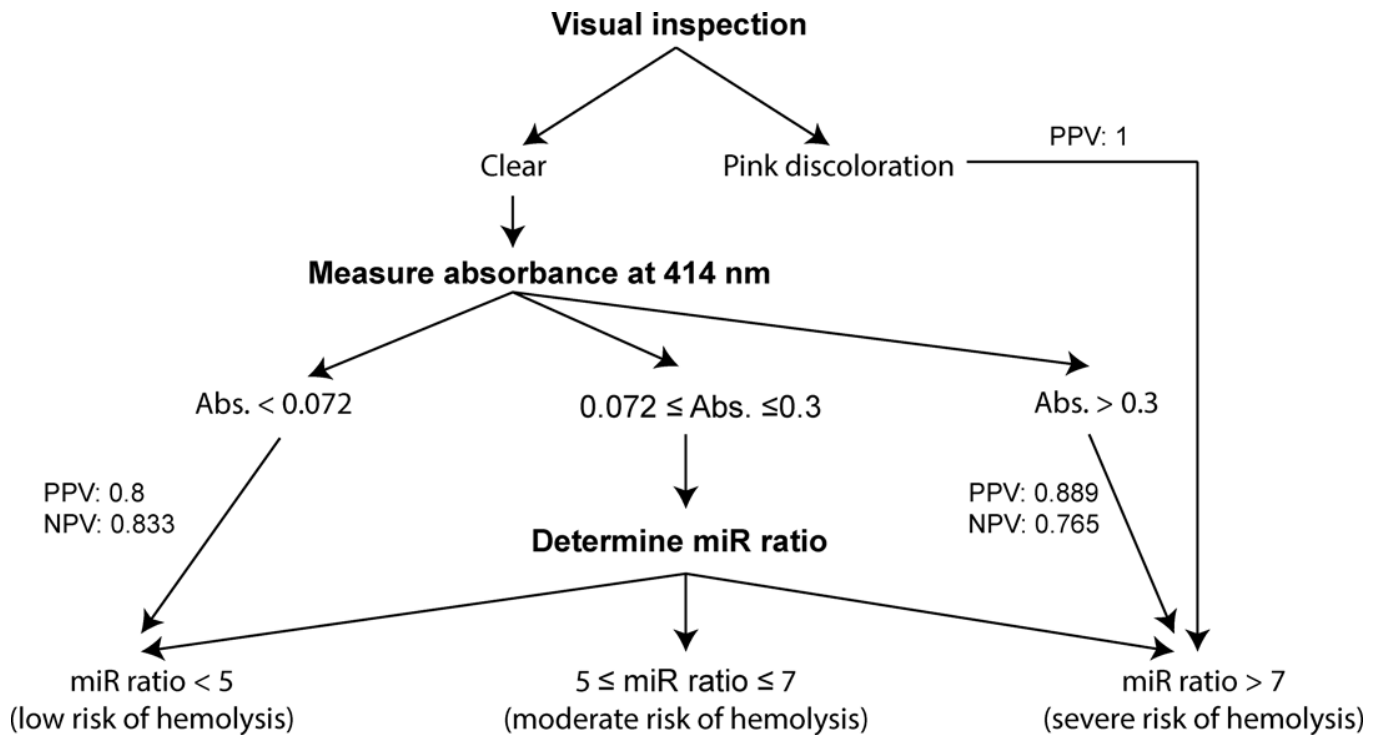 Visual inspection
PPV: 1
Clear
Pink discoloration
Measure absorbance at 414 nm
Abs. < 0.072
0.072 ≤ Abs. ≤0.3
Abs. > 0.3
PPV: 0.8
NPV: 0.833
PPV: 0.889
NPV: 0.765
Determine miR ratio
miR ratio < 5
(low risk of hemolysis)
5 ≤ miR ratio ≤ 7
(moderate risk of hemolysis)
miR ratio > 7
(severe risk of hemolysis)